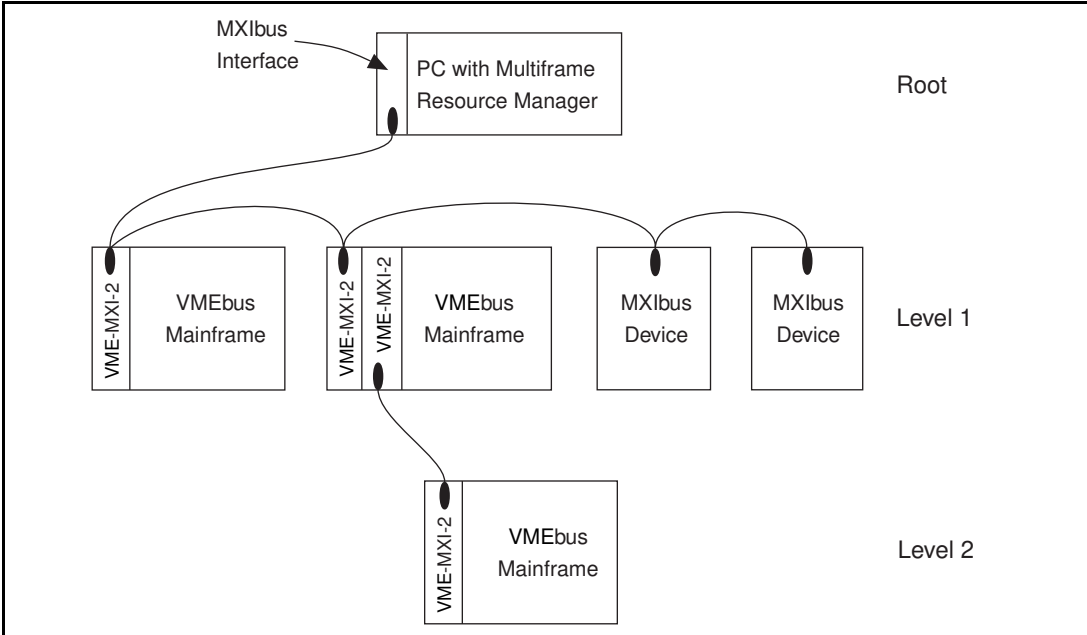 MXIbus
Interface
PC with Multiframe
Resource Manager
Root
VME-MXI-2
VMEbus
Mainframe
VME-MXI-2
VME-MXI-2
VMEbus
Mainframe
MXIbus
Device
MXIbus
Device
Level 1
VME-MXI-2
VMEbus
Mainframe
Level 2